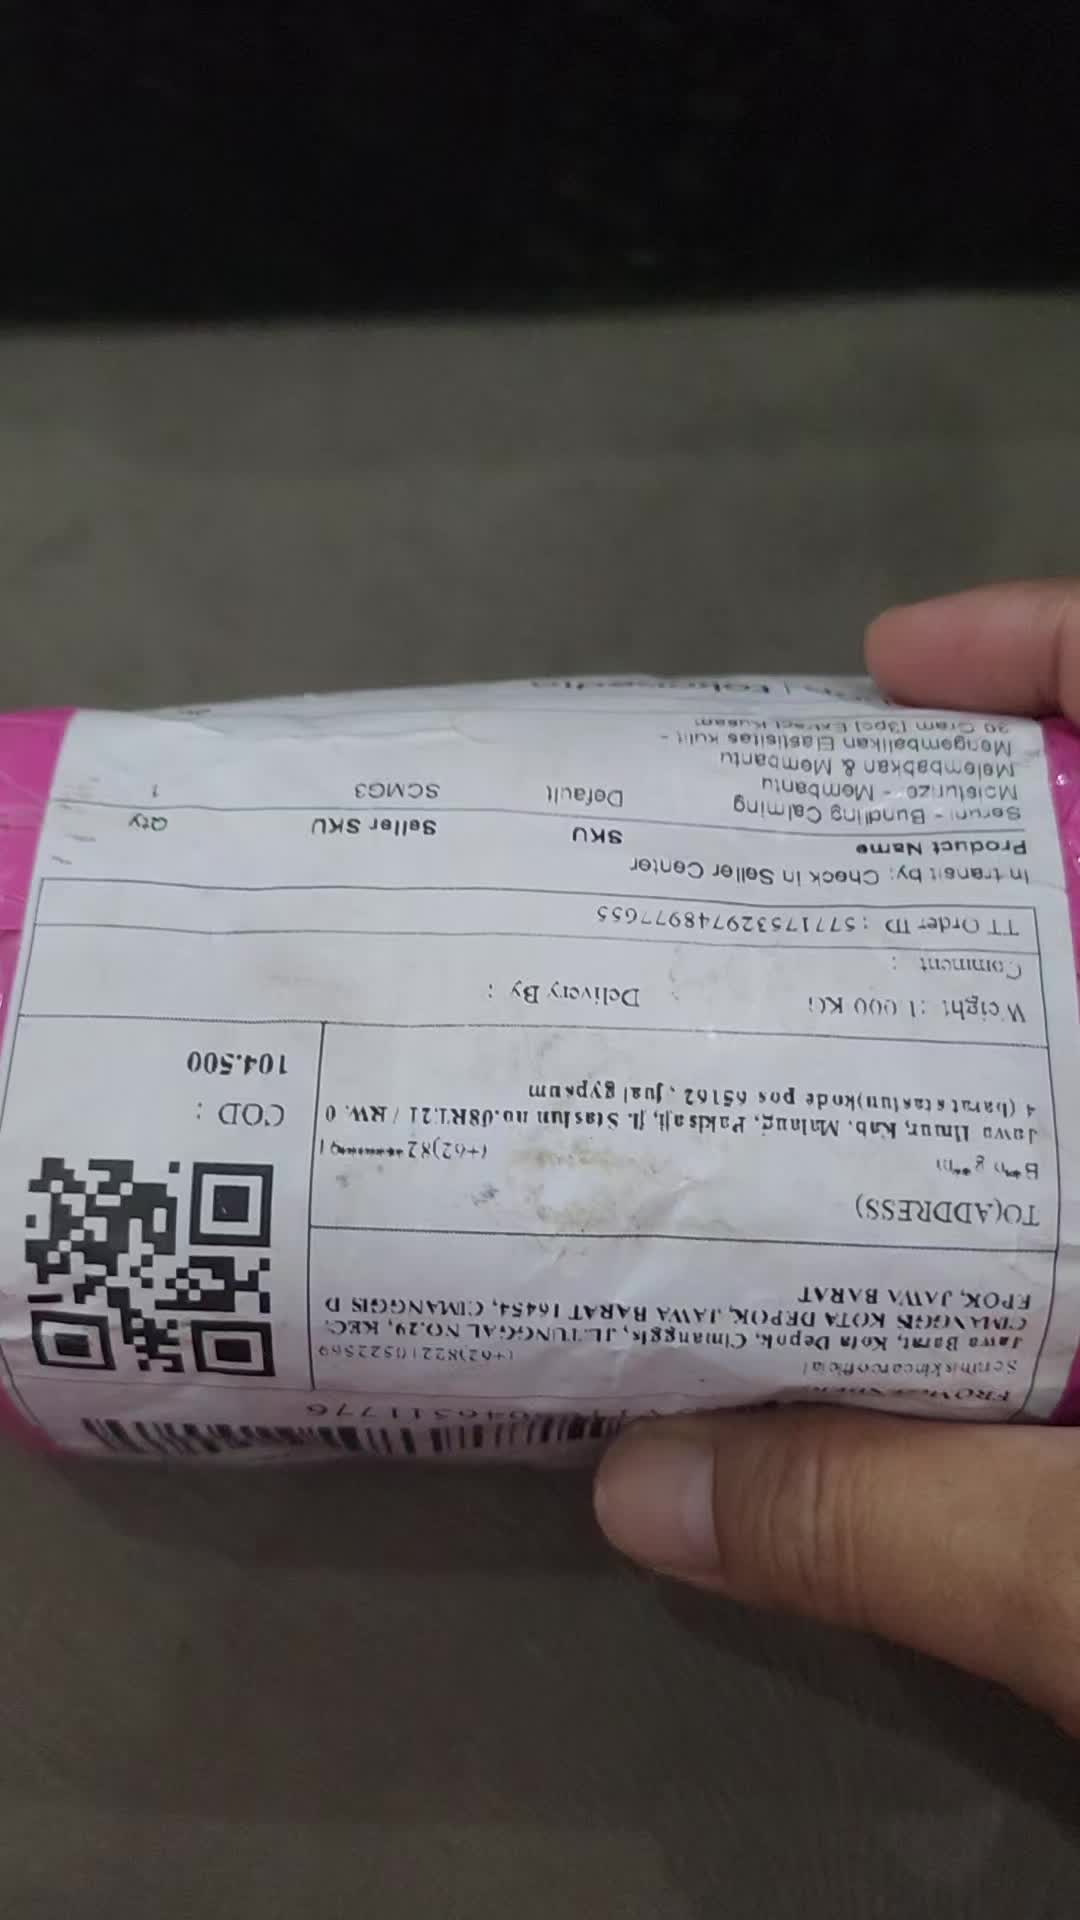 046311776
(+62)82210522569
Jawa Barat, Kota Depok, Cimanggis, JL.TUNGGAL NO.29, KEC.
CIMANGGIS KOTA DEPOK, JAWA BARAT 16454, CIMANGGIS D
EPOK, JAWA BARAT
TO(ADDRESS)
(+62)82
Jawa Timur, Kab. Malang, Pakisaji, jl. Stasiun no.08RT.21 / RW. 0
4 (barat stasiun)kode pos 65162 , jual gypsum
COD :
104.500
Weight :1.000 KG
Delivery By :
Comment :
TT Order ID : 577175329748977655
In transit by: Check in Seller Center
Product Name SKU Seller SKU Qty
Serum - Bundling Calming Default SCMG3 1
Moisturize - Membantu
Melembabkan & Membantu
Mengembalikan Elastisitas kulit -
30 Gram [3pc] Extract Kusam